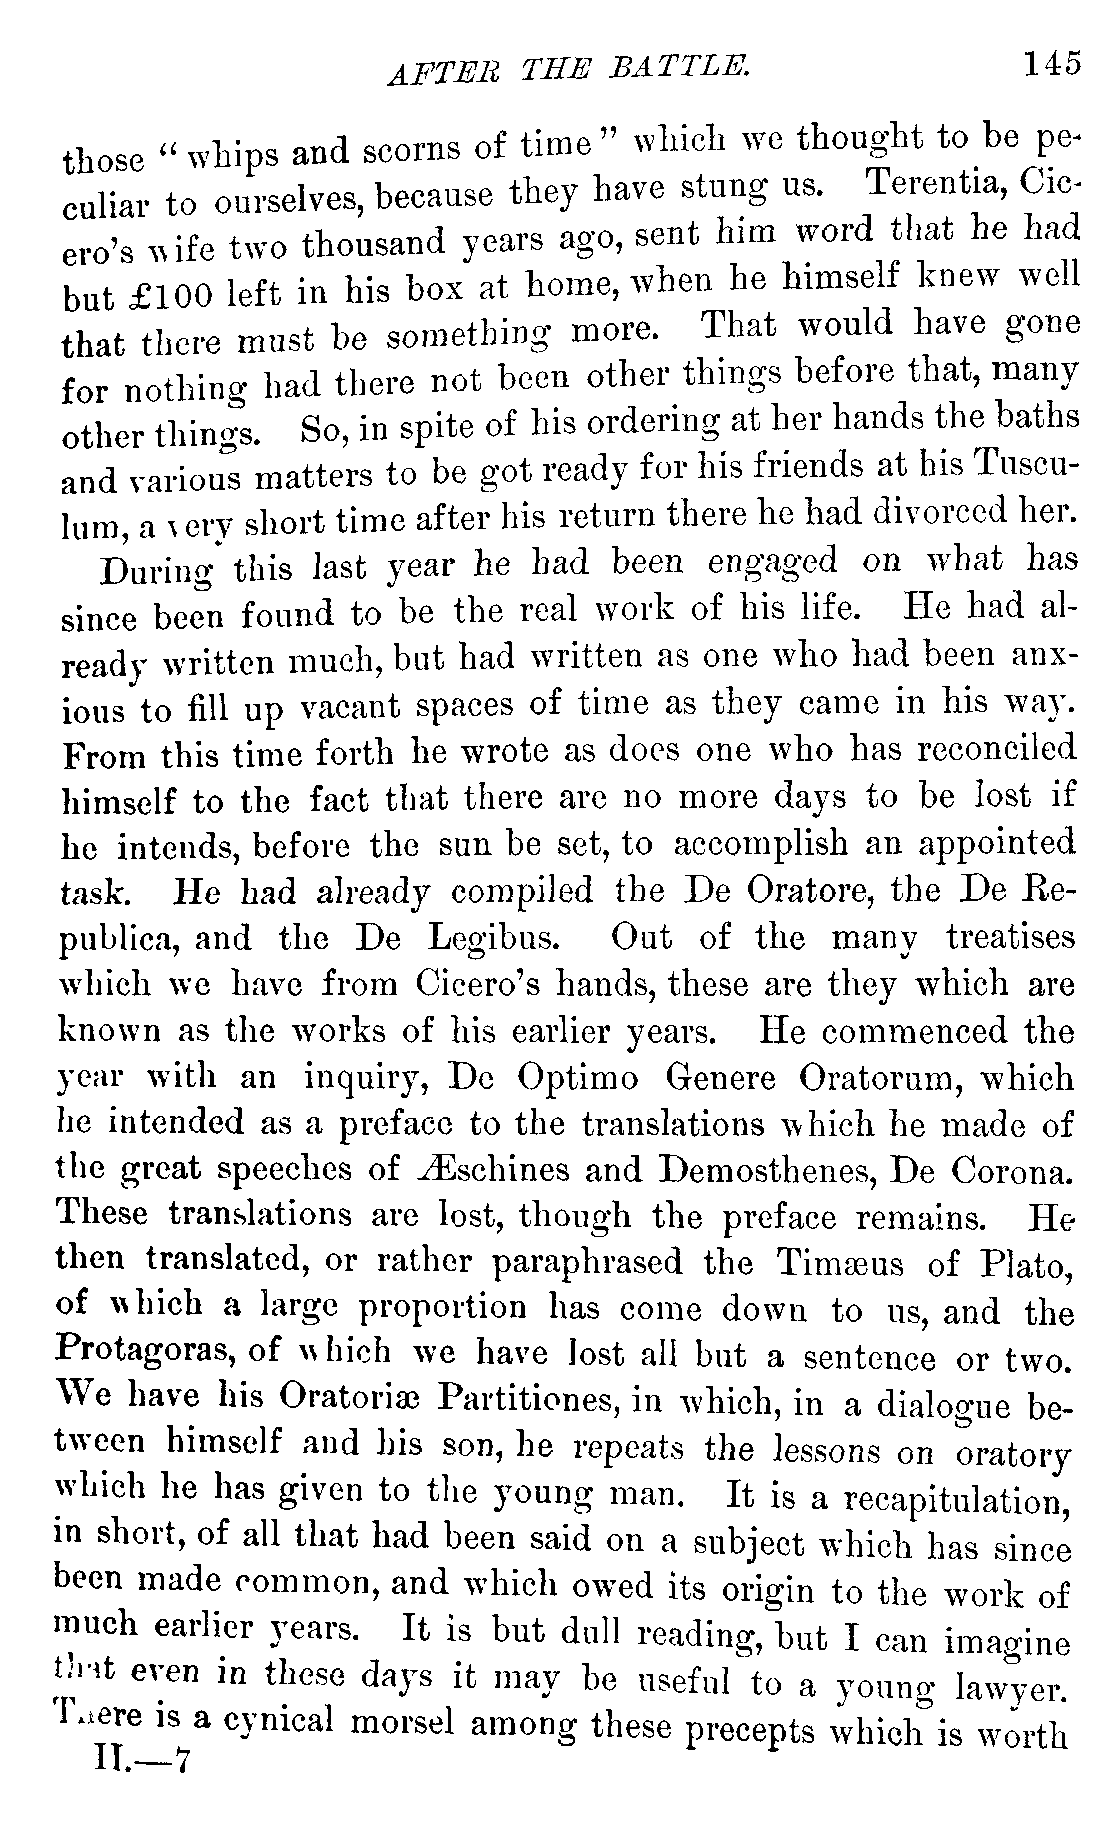 AFTER THE BATTLE. 145
those “whips and scorns of time” which we thought to be pe-
culiar to ourselves, because they have stung us. Terentia, Cic-
ero’s wife two thousand years ago, sent him word that he had
but £100 left in his box at home, when he himself knew well
that there must be something more. That would have gone
for nothing had there not been other things before that, many
other things. So, in spite of his ordering at her hands the baths
and various matters to be got ready for his friends at his Tuscu-
lum, a very short time after his return there he had divorced her.
During this last year he had been engaged on what has
since been found to be the real work of his life. He had al-
ready written much, but had written as one who had been anx-
ious to fill up vacant spaces of time as they came in his way.
From this time forth he wrote as does one who has reconciled
himself to the fact that there are no more days to be lost if
he intends, before the sun be set, to accomplish an appointed
task. He had already compiled the De Oratore, the De Re-
publica, and the De Legibus. Out of the many treatises
which we have from Cicero’s hands, these are they which are
known as the works of his earlier years. He commenced the
year with an inquiry, De Optimo Genere Oratorum, which
he intended as a preface to the translations which he made of
the great speeches of Æschines and Demosthenes, De Corona.
These translations are lost, though the preface remains. He
then translated, or rather paraphrased the Timæus of Plato,
of which a large proportion has come down to us, and the
Protagoras, of which we have lost all but a sentence or two.
We have his Oratoriæ Partitiones, in which, in a dialogue be-
tween himself and his son, he repeats the lessons on oratory
which he has given to the young man. It is a recapitulation,
in short, of all that had been said on a subject which has since
been made common, and which owed its origin to the work of
much earlier years. It is but dull reading, but I can imagine
that even in these days it may be useful to a young lawyer.
There is a cynical morsel among these precepts which is worth
II.—7